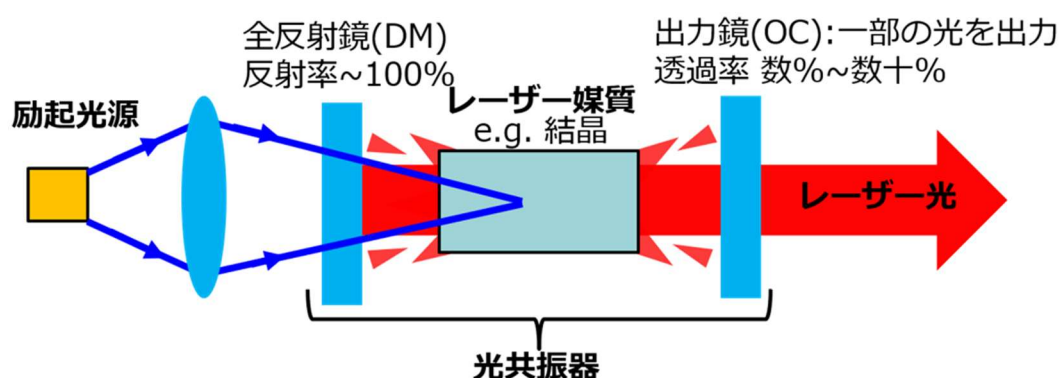 全反射鏡(DM)
反射率~100%
出力鏡(OC):一部の光を出力
透過率 数%~数十%
励起光源
レーザー媒質
e.g. 結晶
レーザー光
光共振器